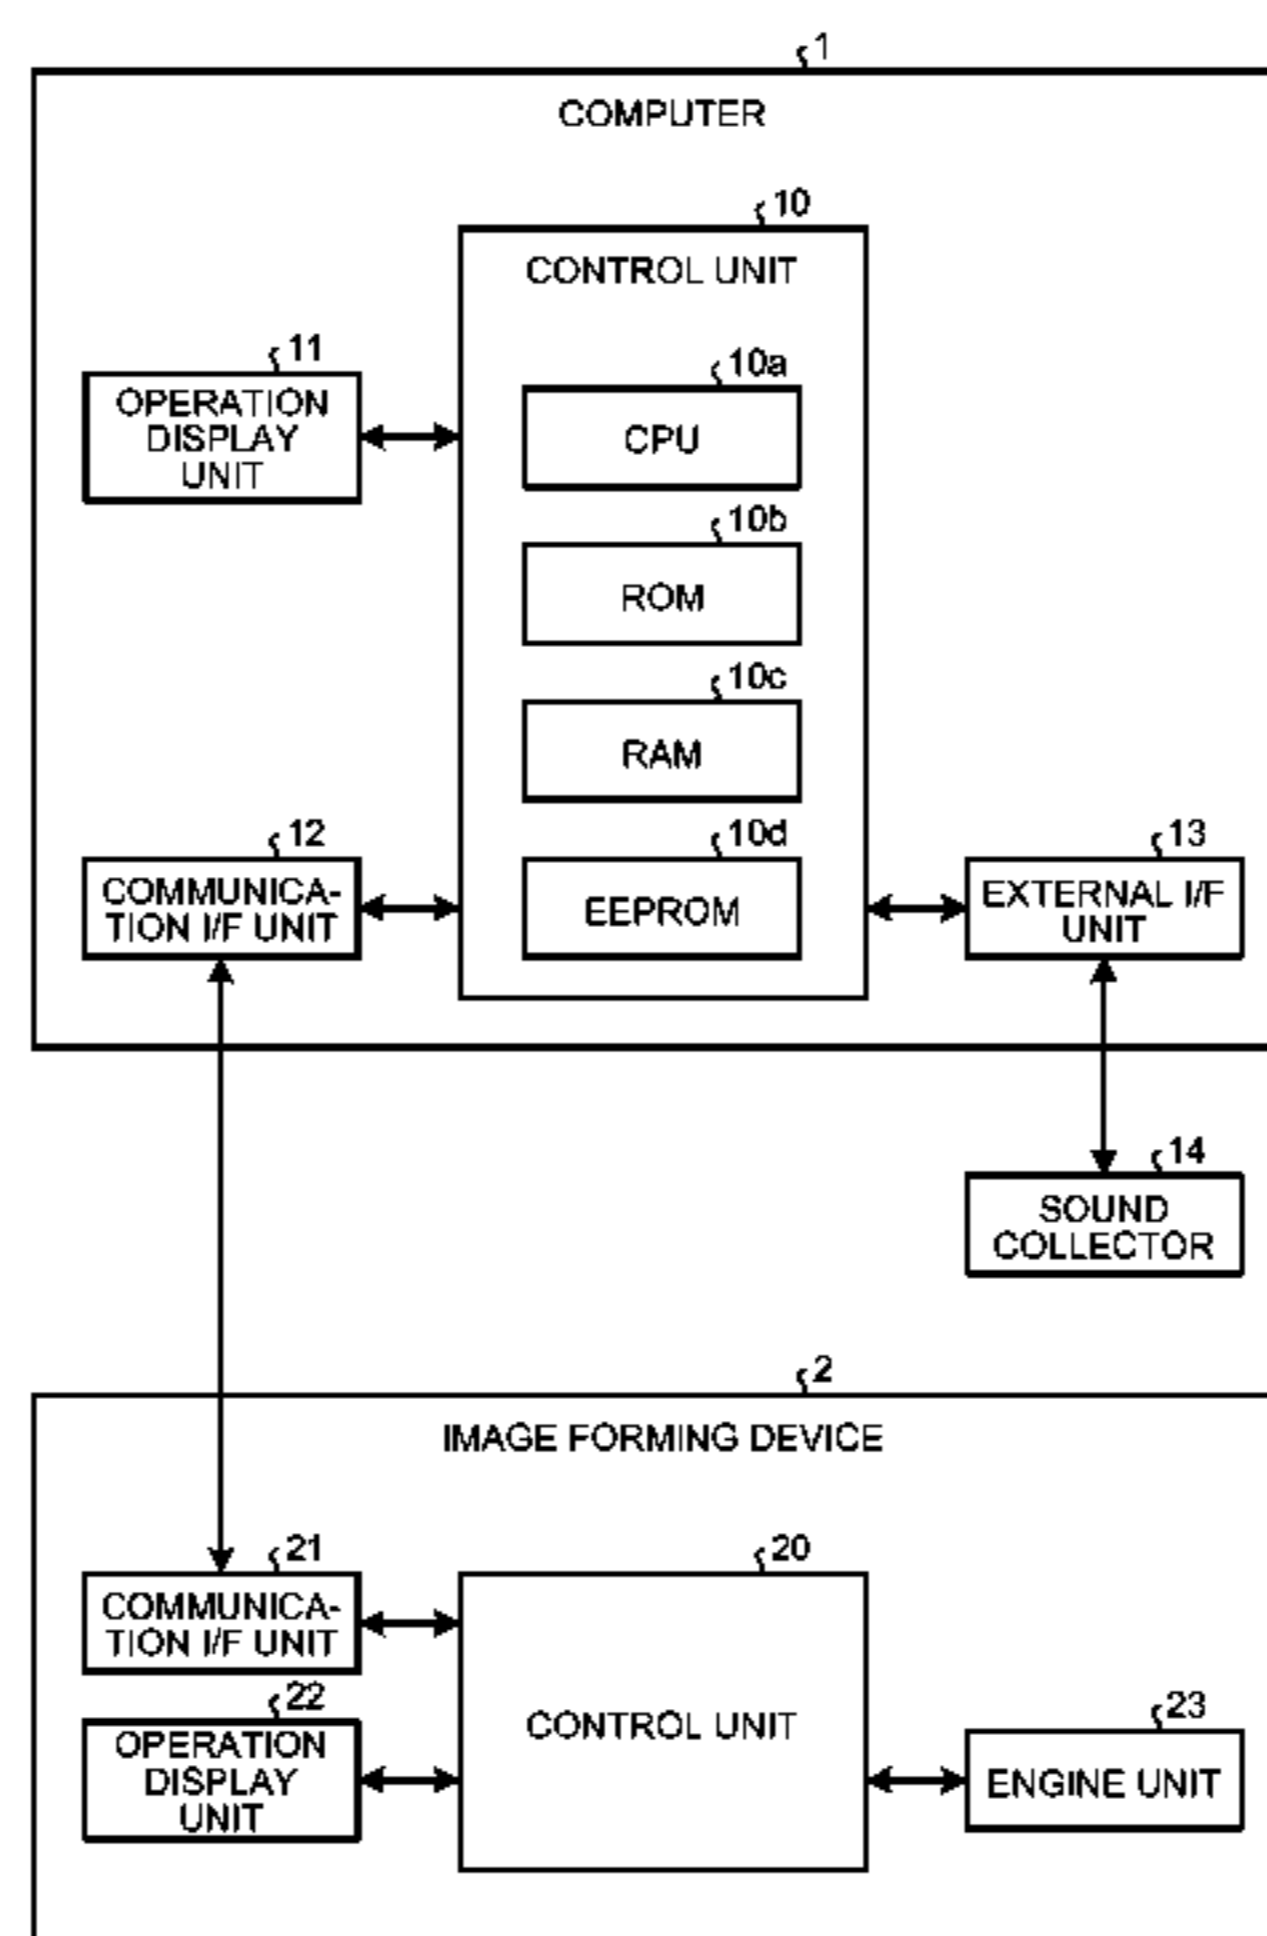 1
COMPUTER
10
CONTROL UNIT
11
OPERATION
DISPLAY
UNIT
10a
CPU
10b
ROM
10c
RAM
12
COMMUNICA-
TION I/F UNIT
10d
EEPROM
13
EXTERNAL I/F
UNIT
14
SOUND
COLLECTOR
2
IMAGE FORMING DEVICE
21
COMMUNICA-
TION I/F UNIT
20
CONTROL UNIT
22
OPERATION
DISPLAY
UNIT
23
ENGINE UNIT